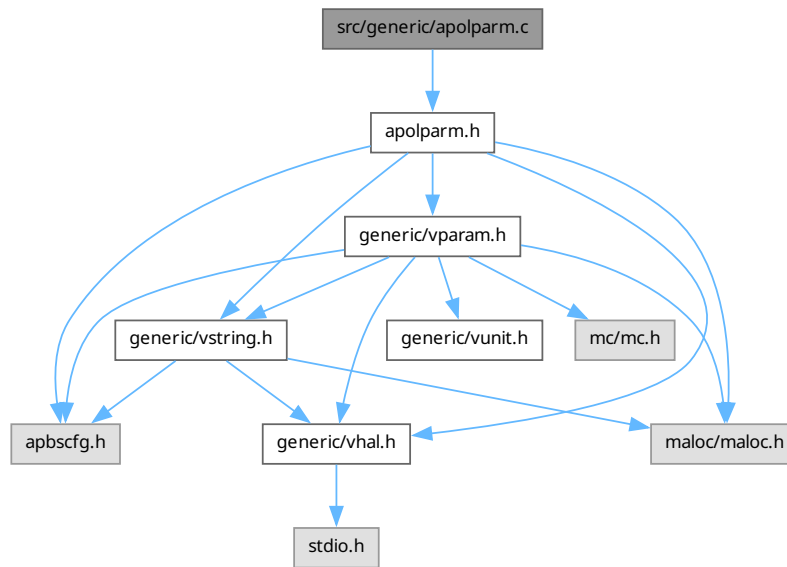 src/generic/apolparm.c
apolparm.h
generic/vparam.h
generic/vstring.h
generic/vunit.h
mc/mc.h
apbscfg.h
generic/vhal.h
maloc/maloc.h
stdio.h